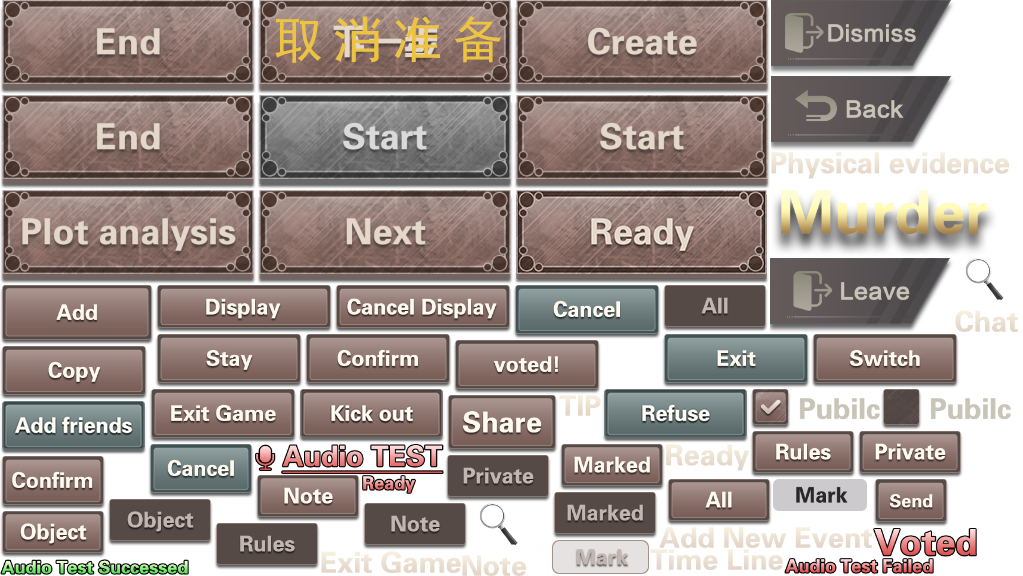 End
取消准备
Create
Dismiss
End
Start
Start
Back
Physical evidence
Plot analysis
Next
Ready
Murder
Add
Display
Cancel Display
Cancel
All
Leave
Chat
Copy
Stay
Confirm
voted!
Exit
Switch
Add friends
Exit Game
Kick out
Share
TIP
Refuse
Pubilc
Pubilc
Confirm
Cancel
Audio TEST
Ready
Private
Marked
Ready
Rules
Private
Object
Object
Note
Note
Marked
All
Mark
Send
Rules
Add New Event
Voted
Audio Test Successed
Exit Game
Note
Mark
Time Line
Audio Test Failed